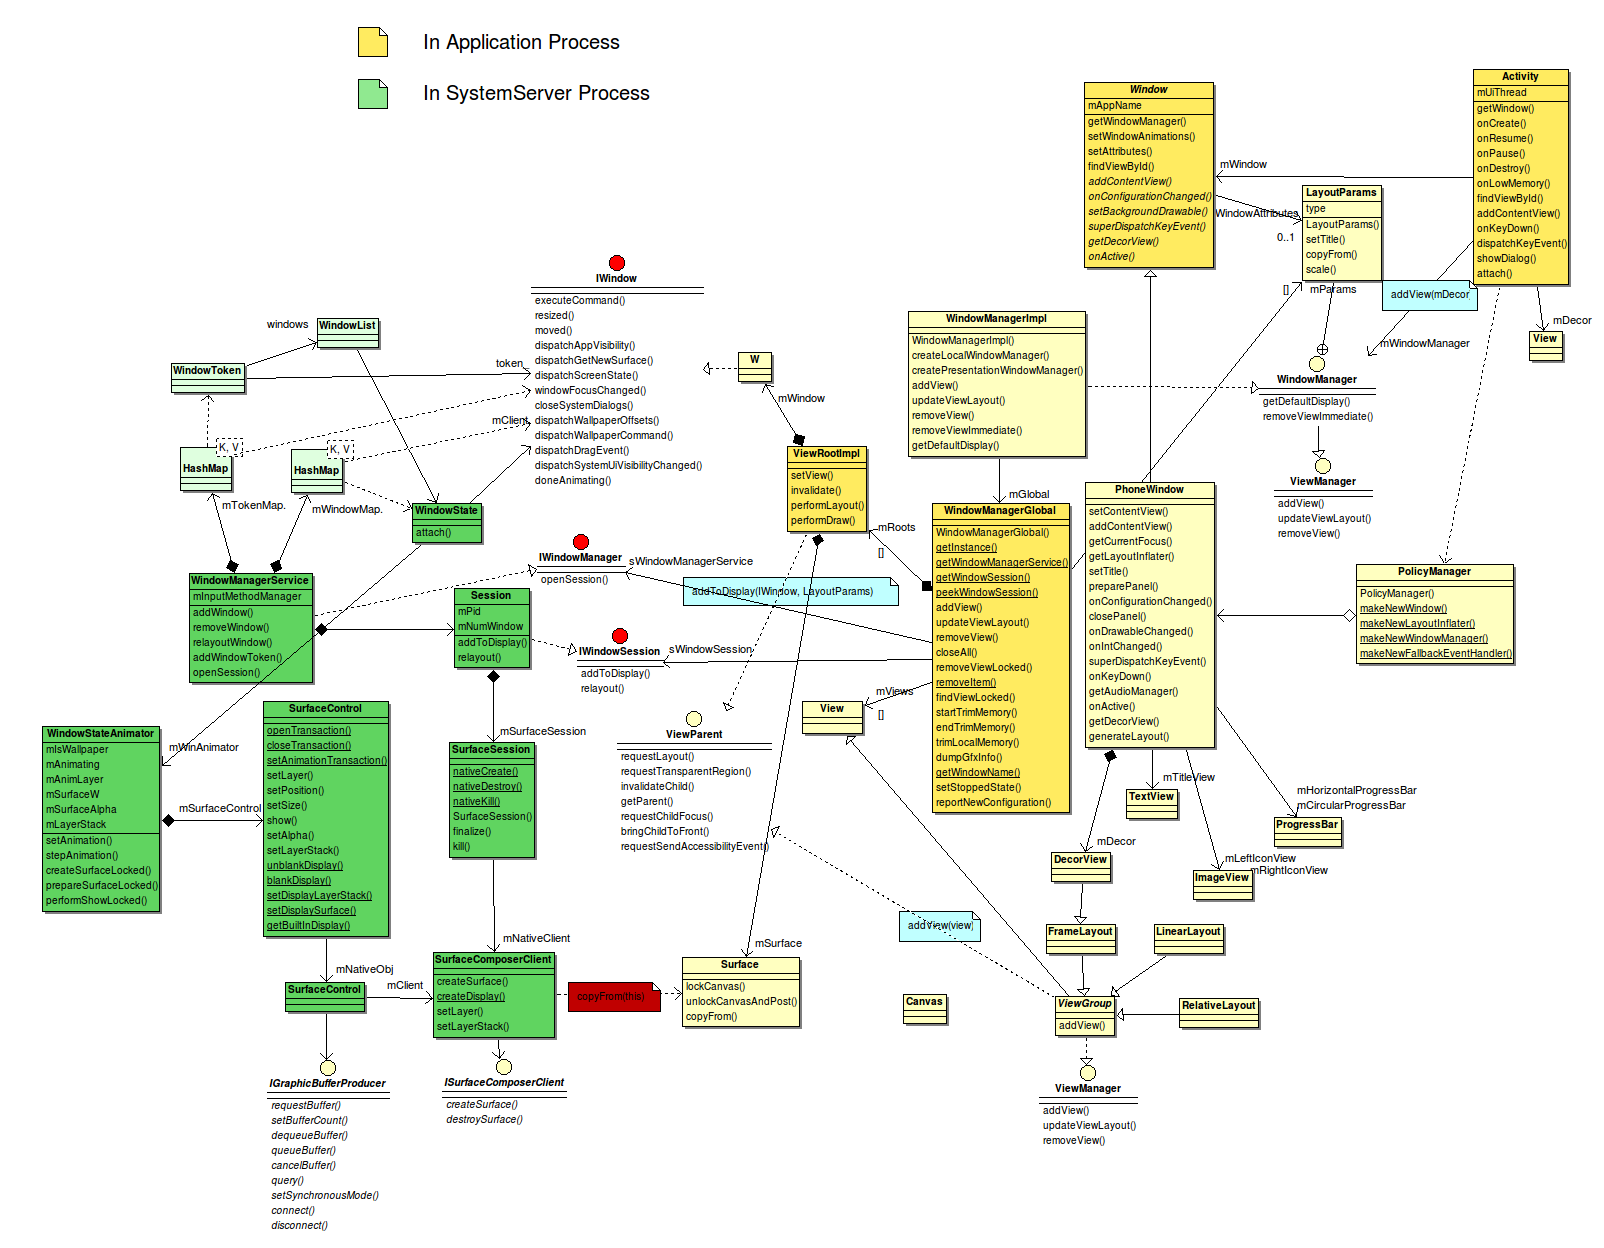 In Application Process
In SystemServer Process
Window
mAppName
getWindowManager()
setWindowAnimations()
setAttributes()
findViewById()
addContentView()
onConfigurationChanged()
setBackgroundDrawable()
superDispatchKeyEvent()
getDecorView()
onActive()
Activity
mUiThread
getWindow()
onCreate()
onResume()
onPause()
onDestroy()
onLowMemory()
findViewById()
addContentView()
onKeyDown()
dispatchKeyEvent()
showDialog()
attach()
mWindow
LayoutParams
type
LayoutParams()
setTitle()
copyFrom()
scale()
WindowAttributes
0..1
[]
mParams
addView(mDecor
mDecor
View
mWindowManager
WindowManager
getDefaultDisplay()
removeViewImmediate()
ViewManager
addView()
updateViewLayout()
removeView()
IWindow
executeCommand()
resized()
moved()
dispatchAppVisibility()
dispatchGetNewSurface()
dispatchScreenState()
windowFocusChanged()
closeSystemDialogs()
dispatchWallpaperOffsets()
dispatchWallpaperCommand()
dispatchDragEvent()
dispatchSystemUiVisibilityChanged()
doneAnimating()
windows
WindowList
WindowToken
token
mClient
K, V
HashMap
K, V
HashMap
mTokenMap.
mWindowMap.
WindowState
attach()
W
mWindow
ViewRootImpl
setView()
invalidate()
performLayout()
performDraw()
WindowManagerImpl
WindowManagerImpl()
createLocalWindowManager()
createPresentationWindowManager()
addView()
updateViewLayout()
removeView()
removeViewImmediate()
getDefaultDisplay()
mGlobal
mRoots
[]
WindowManagerGlobal
WindowManagerGlobal()
getInstance()
getWindowManagerService()
getWindowSession()
peekWindowSession()
addView()
updateViewLayout()
removeView()
closeAll()
removeViewLocked()
removeItem()
findViewLocked()
startTrimMemory()
endTrimMemory()
trimLocalMemory()
dumpGfxInfo()
getWindowName()
setStoppedState()
reportNewConfiguration()
PhoneWindow
setContentView()
addContentView()
getCurrentFocus()
getLayoutInflater()
setTitle()
preparePanel()
onConfigurationChanged()
closePanel()
onDrawableChanged()
onIntChanged()
superDispatchKeyEvent()
onKeyDown()
getAudioManager()
onActive()
getDecorView()
generateLayout()
PolicyManager
PolicyManager()
makeNewWindow()
makeNewLayoutInflater()
makeNewWindowManager()
makeNewFallbackEventHandler()
WindowManagerService
mInputMethodManager
addWindow()
removeWindow()
relayoutWindow()
addWindowToken()
openSession()
IWindowManager
openSession()
sWindowManagerService
addToDisplay(IWindow, LayoutParams)
Session
mPid
mNumWindow
addToDisplay()
relayout()
IWindowSession
addToDisplay()
relayout()
sWindowSession
mViews
[]
View
ViewParent
requestLayout()
requestTransparentRegion()
invalidateChild()
getParent()
requestChildFocus()
bringChildToFront()
requestSendAccessibilityEvent()
WindowStateAnimator
mIsWallpaper
mAnimating
mAnimLayer
mSurfaceW
mSurfaceAlpha
mLayerStack
setAnimation()
stepAnimation()
createSurfaceLocked()
prepareSurfaceLocked()
performShowLocked()
mWinAnimator
mSurfaceControl
SurfaceControl
openTransaction()
closeTransaction()
setAnimationTransaction()
setLayer()
setPosition()
setSize()
show()
setAlpha()
setLayerStack()
unblankDisplay()
blankDisplay()
setDisplayLayerStack()
setDisplaySurface()
getBuiltInDisplay()
mSurfaceSession
SurfaceSession
nativeCreate()
nativeDestroy()
nativeKill()
SurfaceSession()
finalize()
kill()
mNativeClient
mNativeObj
SurfaceControl
mClient
SurfaceComposerClient
createSurface()
createDisplay()
setLayer()
setLayerStack()
copyFrom(this)
mSurface
Surface
lockCanvas()
unlockCanvasAndPost()
copyFrom()
IGraphicBufferProducer
requestBuffer()
setBufferCount()
dequeueBuffer()
queueBuffer()
cancelBuffer()
query()
setSynchronousMode()
connect()
disconnect()
ISurfaceComposerClient
createSurface()
destroySurface()
mTitleView
TextView
mHorizontalProgressBar
mCircularProgressBar
ProgressBar
mDecor
DecorView
mLeftIconView
mRightIconView
ImageView
addView(view)
FrameLayout
LinearLayout
Canvas
ViewGroup
addView()
RelativeLayout
ViewManager
addView()
updateViewLayout()
removeView()